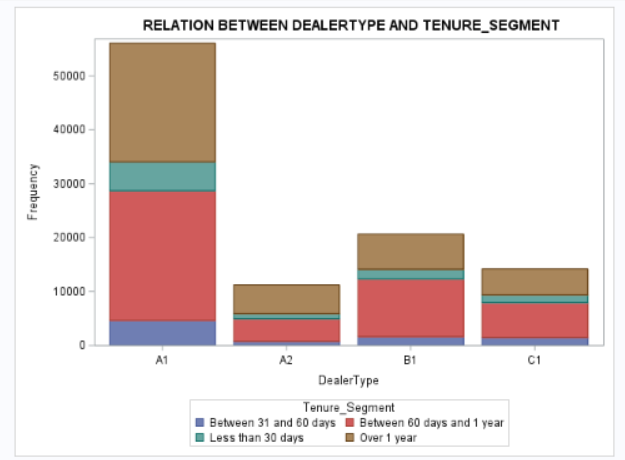 RELATION BETWEEN DEALERTYPE AND TENURE_SEGMENT
50000
40000
30000
20000
10000
0
Frequency
A1 A2 B1 C1
DealerType
Tenure_Segment
Between 31 and 60 days Between 60 days and 1 year
Less than 30 days Over 1 year